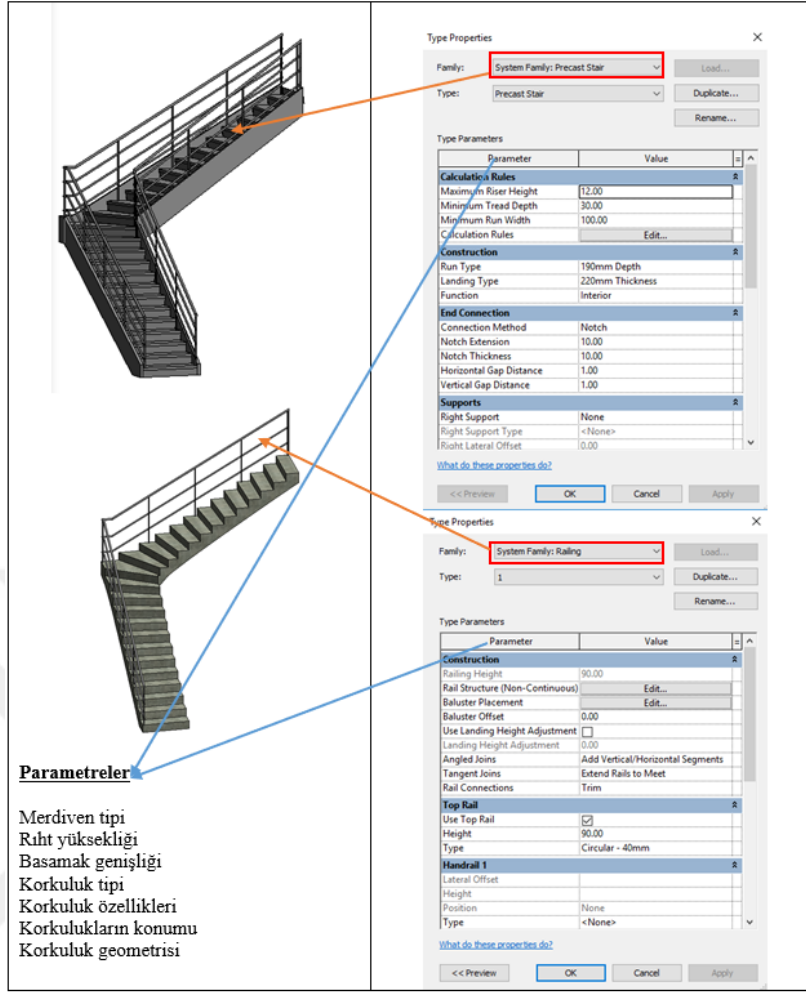 Type Properties
Family: System Family: Precast Stair Load...
Type: Precast Stair Duplicate...
Rename...
Type Parameters
Parameter Value =
Calculation Rules
Maximum Riser Height 12.00
Minimum Tread Depth 30.00
Minimum Run Width 100.00
Calculation Rules Edit...
Construction
Run Type 190mm Depth
Landing Type 220mm Thickness
Function Interior
End Connection
Connection Method Notch
Notch Extension 10.00
Notch Thickness 10.00
Horizontal Gap Distance 1.00
Vertical Gap Distance 1.00
Supports
Right Support None
Right Support Type <None>
Right Lateral Offset 0.00
What do these properties do?
<< Preview OK Cancel Apply
Type Properties
Family: System Family: Railing Load...
Type: 1 Duplicate...
Rename...
Type Parameters
Parameter Value =
Construction
Railing Height 90.00
Rail Structure (Non-Continuous) Edit...
Baluster Placement Edit...
Baluster Offset 0.00
Use Landing Height Adjustment
Landing Height Adjustment 0.00
Angled Joins Add Vertical/Horizontal Segments
Tangent Joins Extend Rails to Meet
Rail Connections Trim
Top Rail
Use Top Rail
Height 90.00
Type Circular - 40mm
Handrail 1
Lateral Offset
Height
Position None
Type <None>
What do these properties do?
<< Preview OK Cancel Apply
Parametreler
Merdiven tipi
Rıht yüksekliği
Basamak genişliği
Korkuluk tipi
Korkuluk özellikleri
Korkulukların konumu
Korkuluk geometrisi